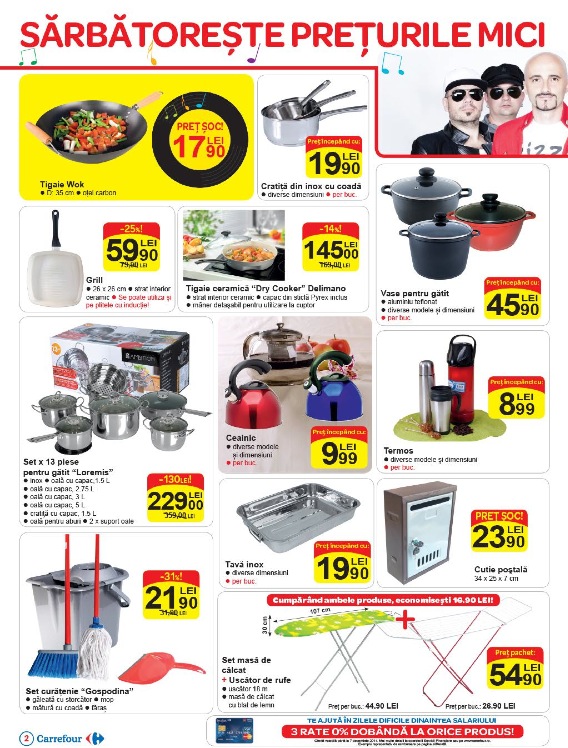 SĂRBĂTOREȘTE PREȚURILE MICI
PREȚ ȘOC!
17 LEI 90
Tigaie Wok
• D: 35 cm • oțel carbon
Preț începând cu:
19 LEI 90
Cratiță din inox cu coadă
• diverse dimensiuni • per buc.
-25%!
59 LEI 90
79,90 LEI
Grill
• 26 x 26 cm • strat interior
ceramic • Se poate utiliza și
pe plitele cu inducție!
-14%!
145 LEI 00
169,00 LEI
Tigaie ceramică “Dry Cooker” Delimano
• strat interior ceramic • capac din sticlă Pyrex inclus
• mâner detașabil pentru utilizare la cuptor
Preț începând cu:
45 LEI 90
Vase pentru gătit
• aluminiu teflonat
• diverse modele și dimensiuni
• per buc.
AMBITION
Set x 13 piese
pentru gătit “Loremis”
• inox • oală cu capac,1.5 L
• oală cu capac, 2,75 L
• oală cu capac, 3 L
• oală cu capac, 5 L
• cratiță cu capac, 1.5 L
• oală pentru aburi • 2 x suport oale
-130LEI!
229 LEI 00
359,00 LEI
Ceainic
• diverse modele
și dimensiuni
• per buc.
Preț începând cu:
9 LEI 99
Preț începând cu:
8 LEI 99
Termos
• diverse modele și dimensiuni
• per buc.
Tavă inox
• diverse dimensiuni
• per buc.
Preț începând cu:
19 LEI 90
PREȚ ȘOC!
23 LEI 90
Cutie poștală
34 x 25 x 7 cm
-31%!
21 LEI 90
31,90 LEI
Set curățenie “Gospodina”
• găleată cu storcător • mop
• mătură cu coadă • făraș
Cumpărând ambele produse, economisești 16.90 LEI!
107 cm
30 cm
+
Set masă de
călcat
+ Uscător de rufe
• uscător 18 m
• masă de călcat
cu blat de lemn
Preț per/buc.: 44.90 LEI
Preț per/buc.: 26.90 LEI
Preț pachet:
54 LEI 90
2 Carrefour
TE AJUTĂ ÎN ZILELE DIFICILE DINAINTEA SALARIULUI
3 RATE 0% DOBÂNDĂ LA ORICE PRODUS!